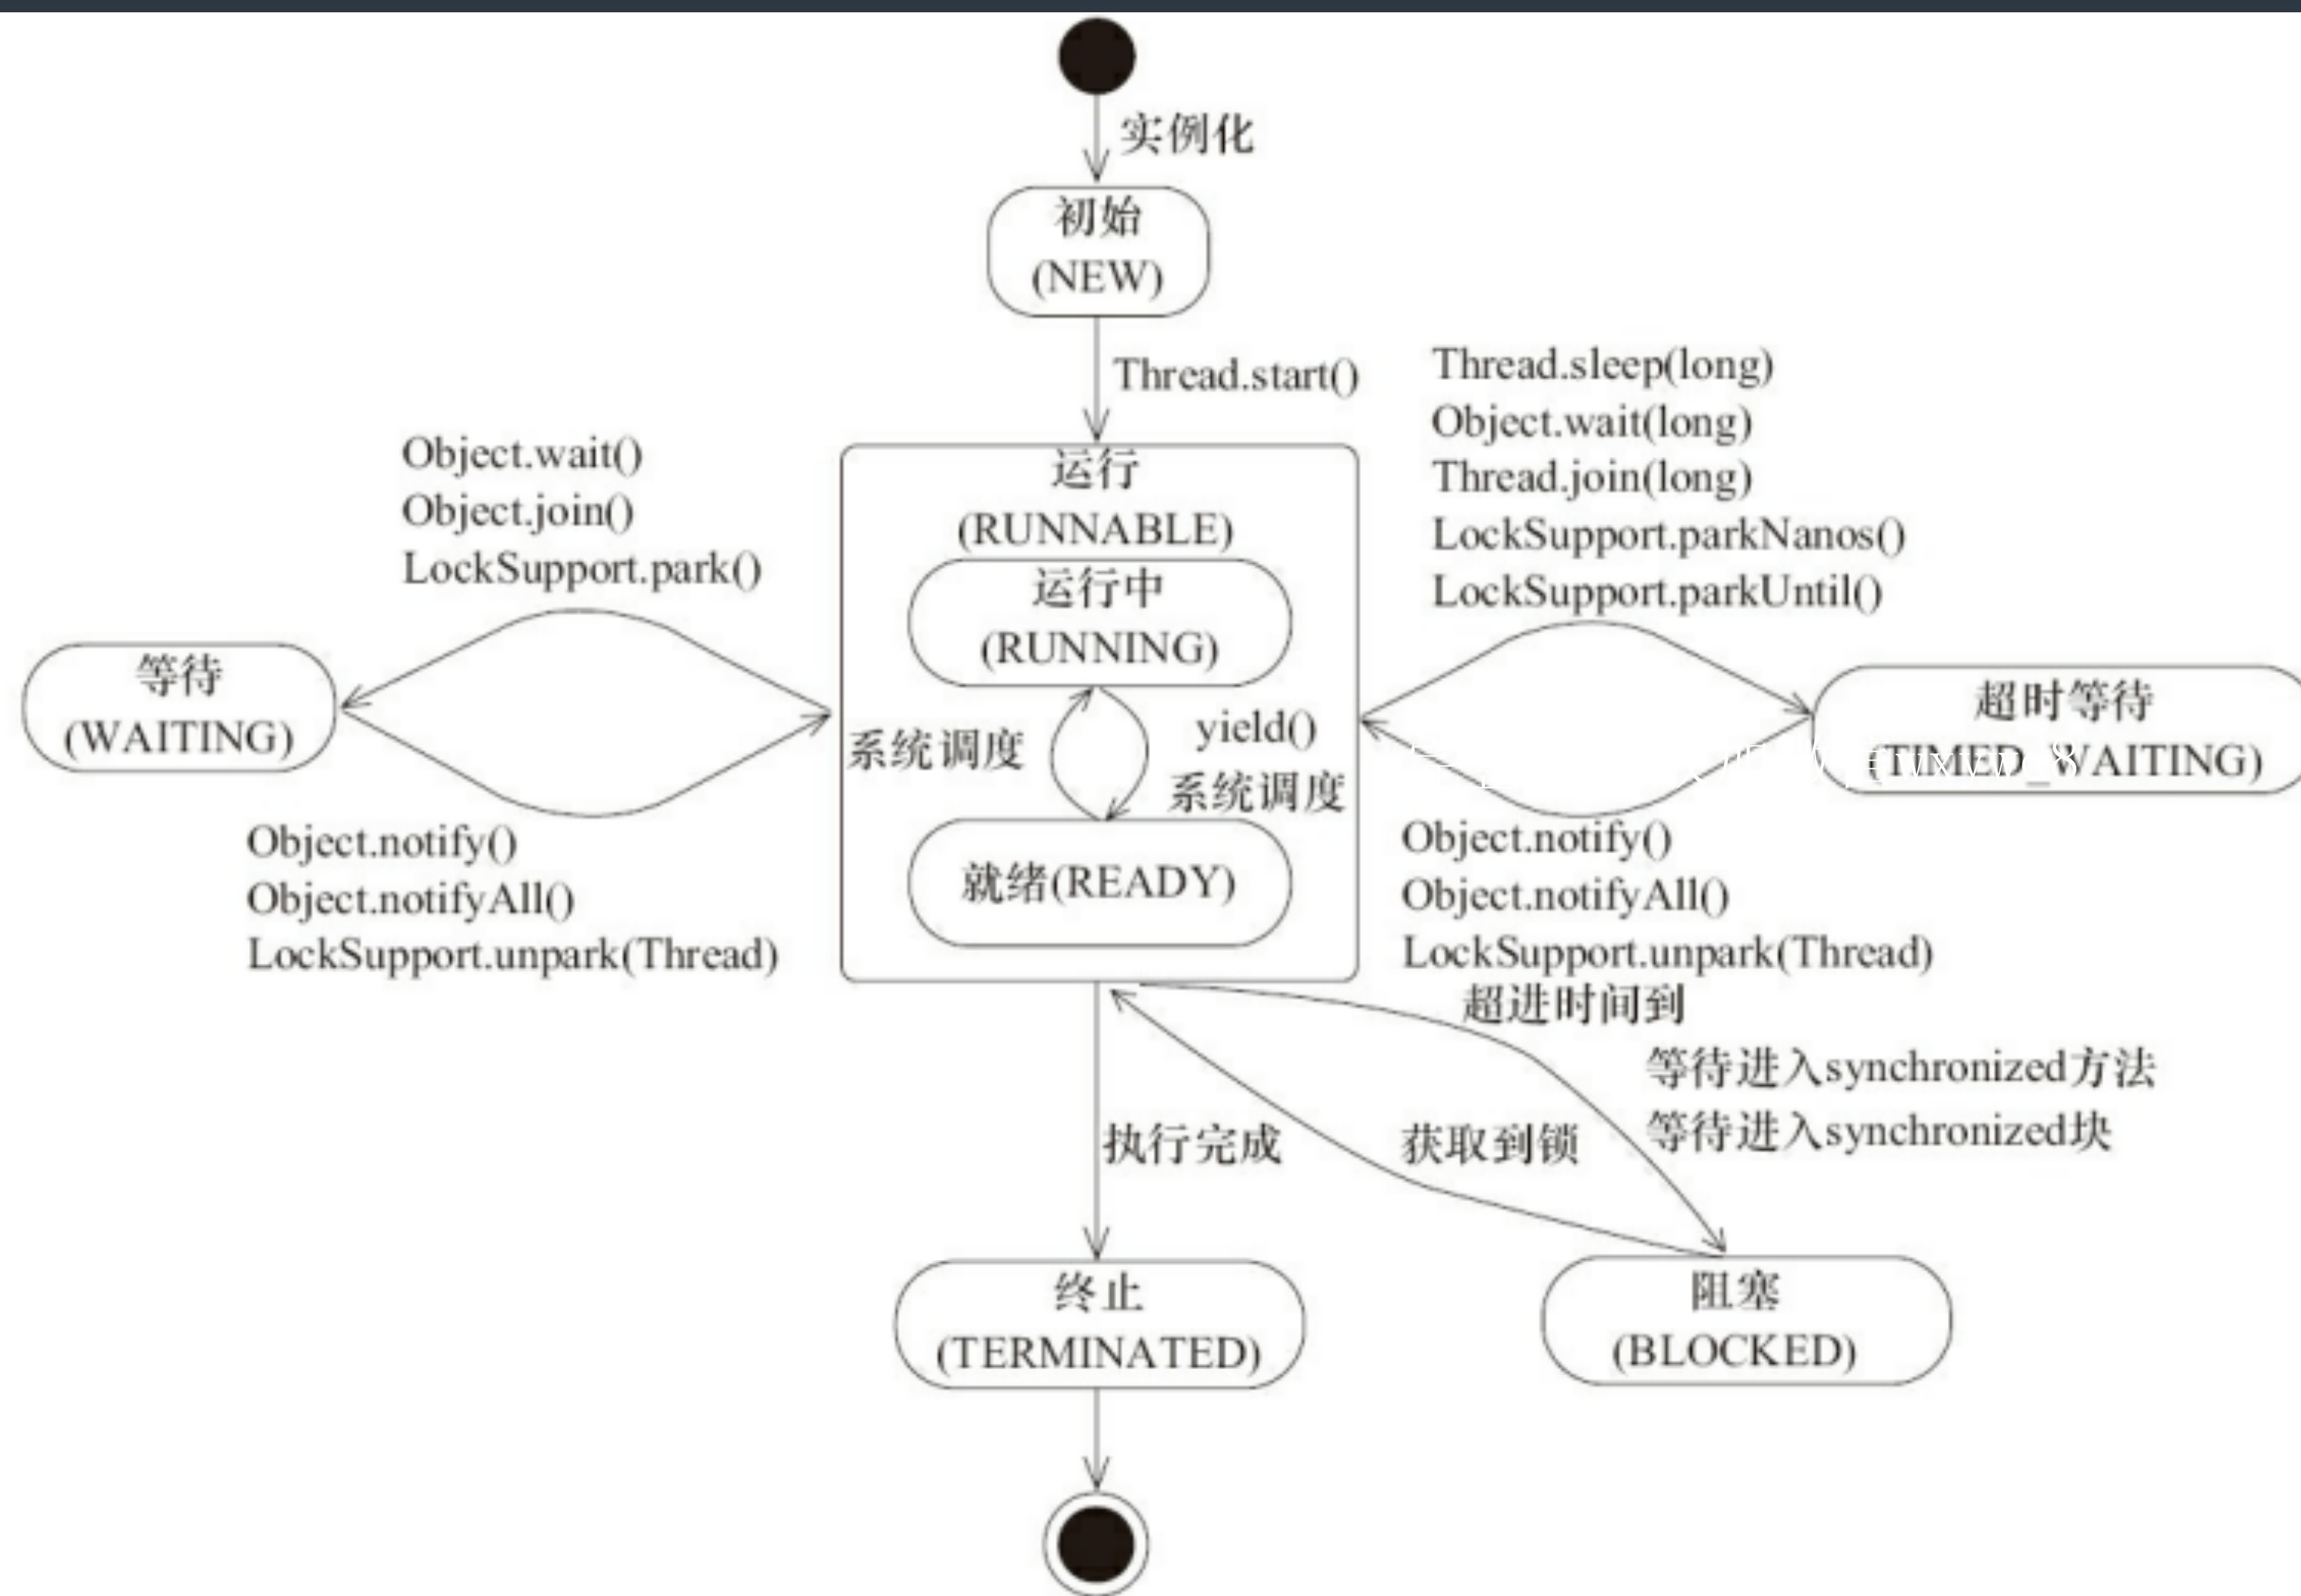 实例化
初始
(NEW)
Thread.start()
Thread.sleep(long)
Object.wait(long)
Thread.join(long)
LockSupport.parkNanos()
LockSupport.parkUntil()
Object.wait()
Object.join()
LockSupport.park()
运行
(RUNNABLE)
运行中
(RUNNING)
等待
(WAITING)
系统调度
yield()
系统调度
超时等待
(TIMED_WAITING)
就绪(READY)
Object.notify()
Object.notifyAll()
LockSupport.unpark(Thread)
Object.notify()
Object.notifyAll()
LockSupport.unpark(Thread)
超进时间到
等待进入synchronized方法
等待进入synchronized块
执行完成
获取到锁
终止
(TERMINATED)
阻塞
(BLOCKED)